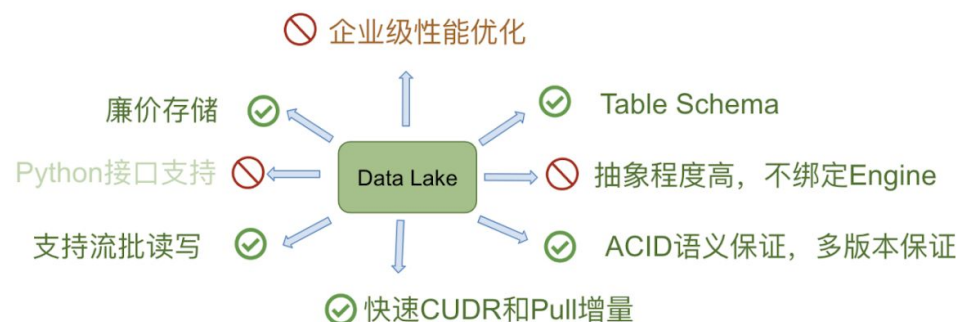 企业级性能优化
廉价存储
Table Schema
Python接口支持
Data Lake
抽象程度高，不绑定Engine
支持流批读写
ACID语义保证，多版本保证
快速CUDR和Pull增量